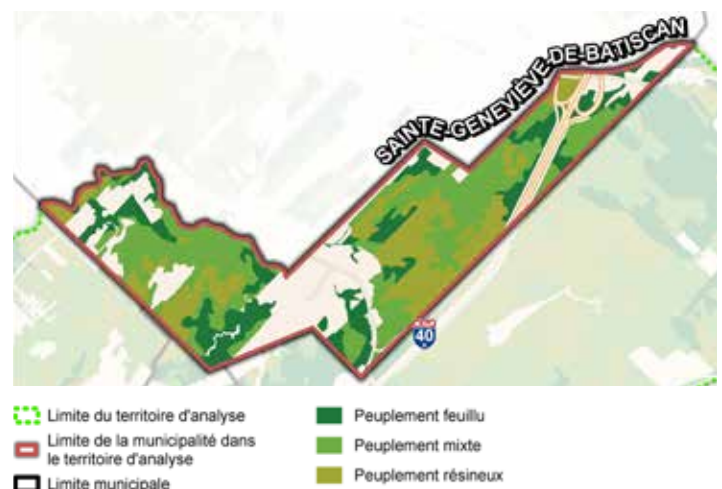 SAINTE-GENEVIÈVE-DE-BATISCAN
40
Limite du territoire d'analyse
Limite de la municipalité dans
le territoire d'analyse
Limite municipale
Peuplement feuillu
Peuplement mixte
Peuplement résineux